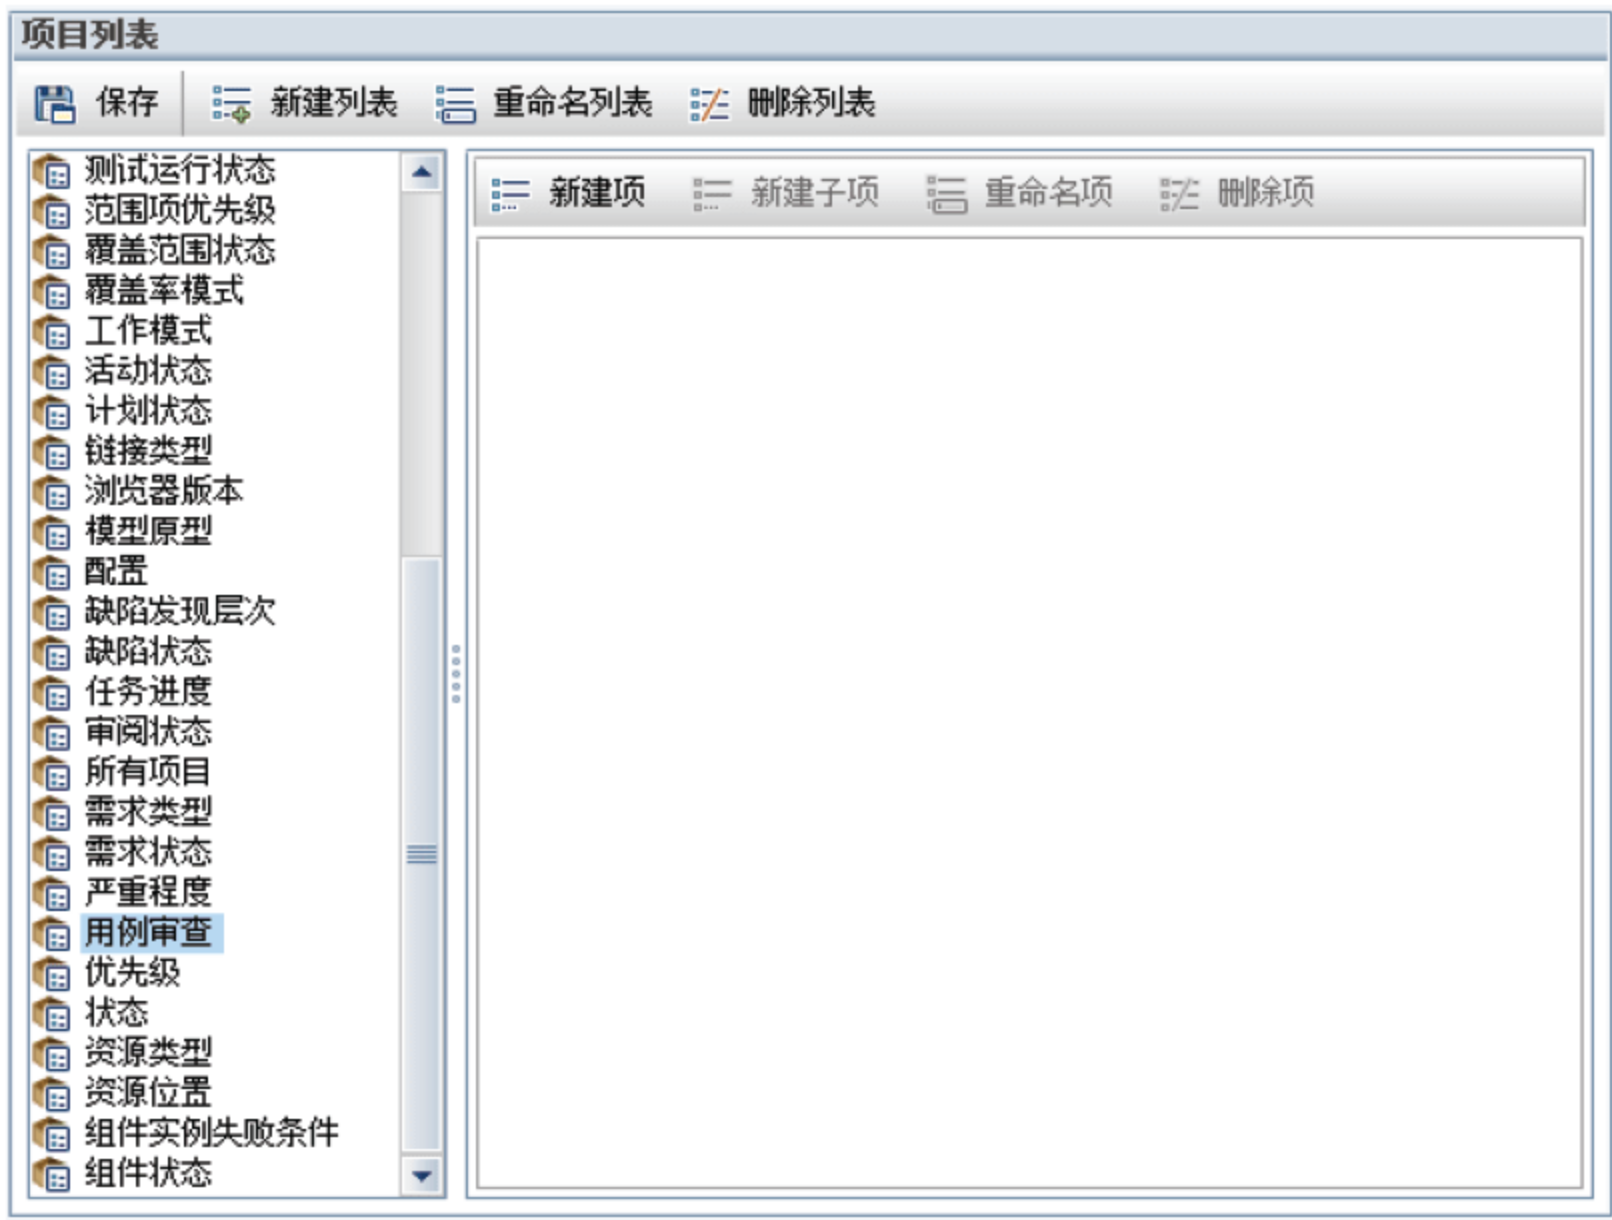 项目列表
保存 新建列表 重命名列表 删除列表
新建项 新建子项 重命名项 删除项
测试运行状态
范围项优先级
覆盖范围状态
覆盖率模式
工作模式
活动状态
计划状态
链接类型
浏览器版本
模型原型
配置
缺陷发现层次
缺陷状态
任务进度
审阅状态
所有项目
需求类型
需求状态
严重程度
用例审查
优先级
状态
资源类型
资源位置
组件实例失败条件
组件状态